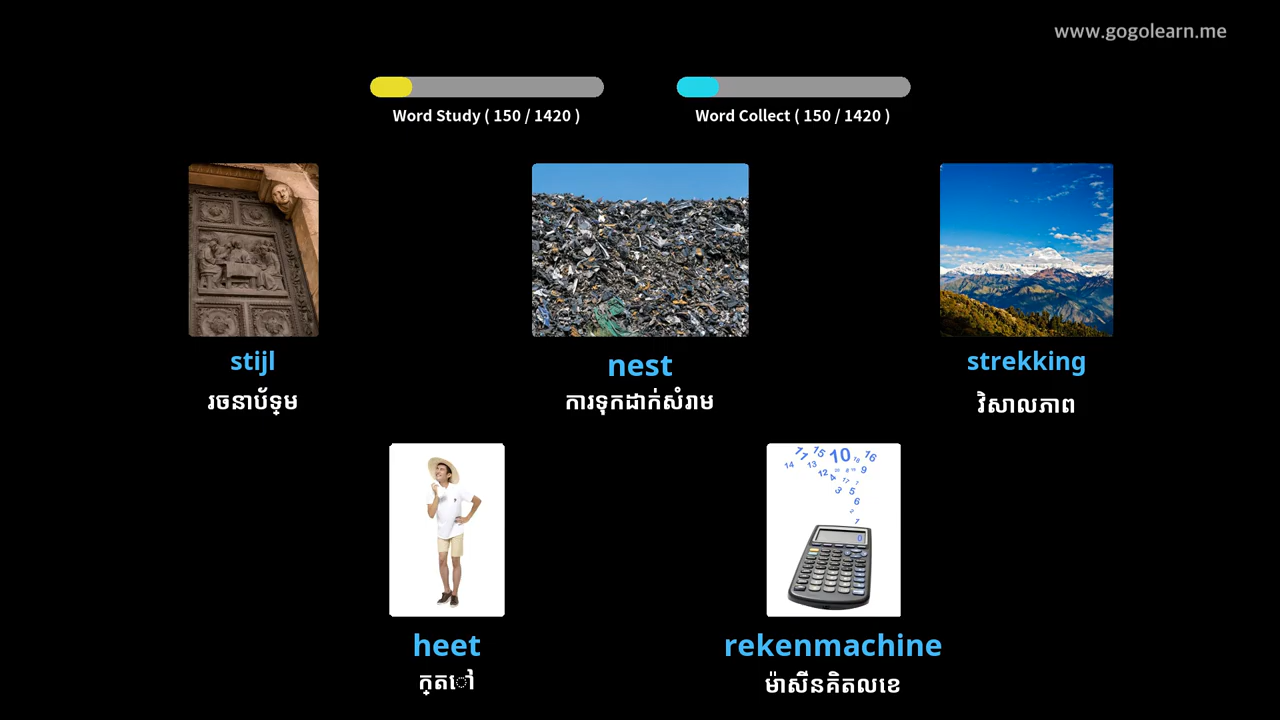 www.gogolearn.me
Word Study ( 150 / 1420 )
Word Collect ( 150 / 1420 )
stijl
nest
strekking
រចនាប័ទ្ម
ការទុកដាក់សំរាម
វិសាលភាព
heet
rekenmachine
ក្តៅ
ម៉ាស៊ីនគិតលេខ